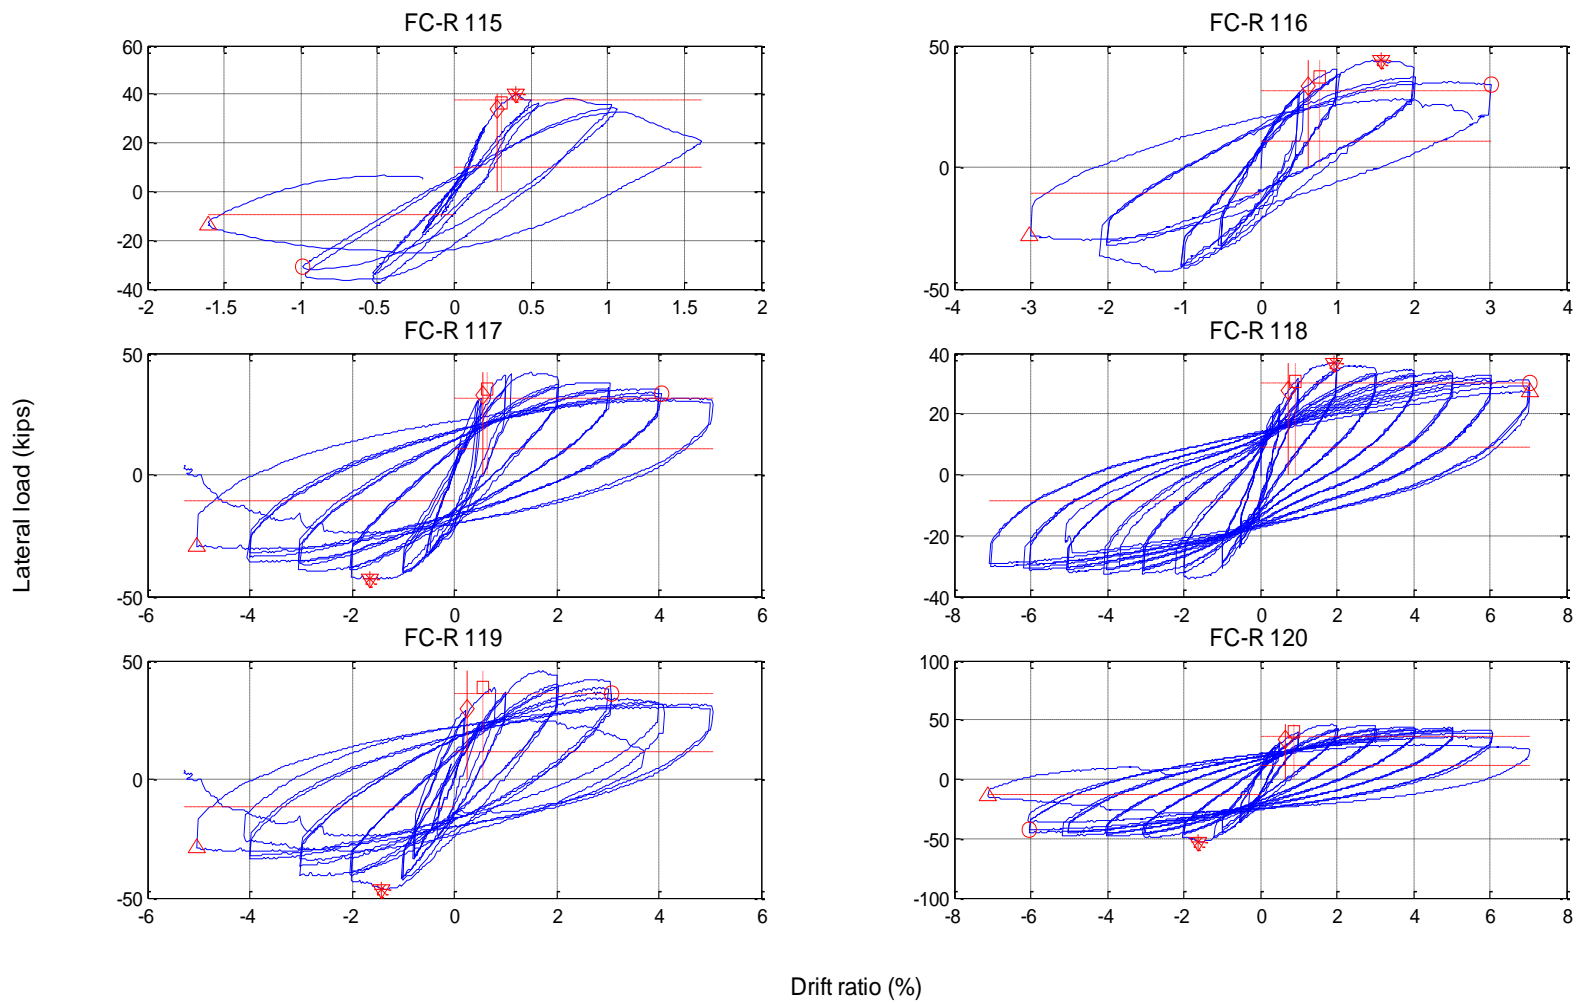 FC-R 115
60
40
20
0
-20
-40
-2 -1.5 -1 -0.5 0 0.5 1 1.5 2
FC-R 116
50
0
-50
-4 -3 -2 -1 0 1 2 3 4
FC-R 117
50
0
-50
-6 -4 -2 0 2 4 6
FC-R 118
40
20
0
-20
-40
-8 -6 -4 -2 0 2 4 6 8
FC-R 119
50
0
-50
-6 -4 -2 0 2 4 6
FC-R 120
100
50
0
-50
-100
-8 -6 -4 -2 0 2 4 6 8
Lateral load (kips)
Drift ratio (%)